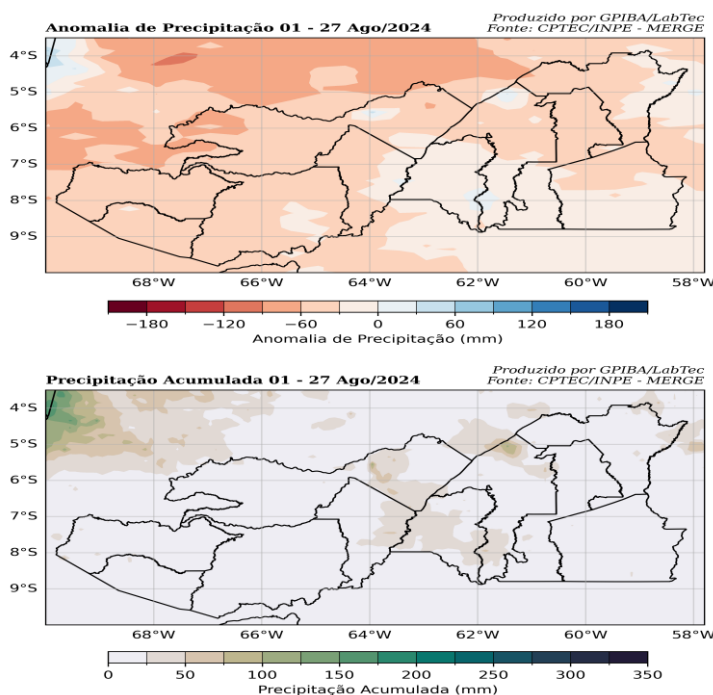 Produzido por GPIBA/LabTec
Anomalia de Precipitação 01 - 27 Ago/2024
Fonte: CPTEC/INPE - MERGE
4°S
5°S
6°S
7°S
8°S
9°S
68°W 66°W 64°W 62°W 60°W 58°W
−180 −120 −60 0 60 120 180
Anomalia de Precipitação (mm)
Produzido por GPIBA/LabTec
Precipitação Acumulada 01 - 27 Ago/2024
Fonte: CPTEC/INPE - MERGE
4°S
5°S
6°S
7°S
8°S
9°S
68°W 66°W 64°W 62°W 60°W 58°W
0 50 100 150 200 250 300 350
Precipitação Acumulada (mm)